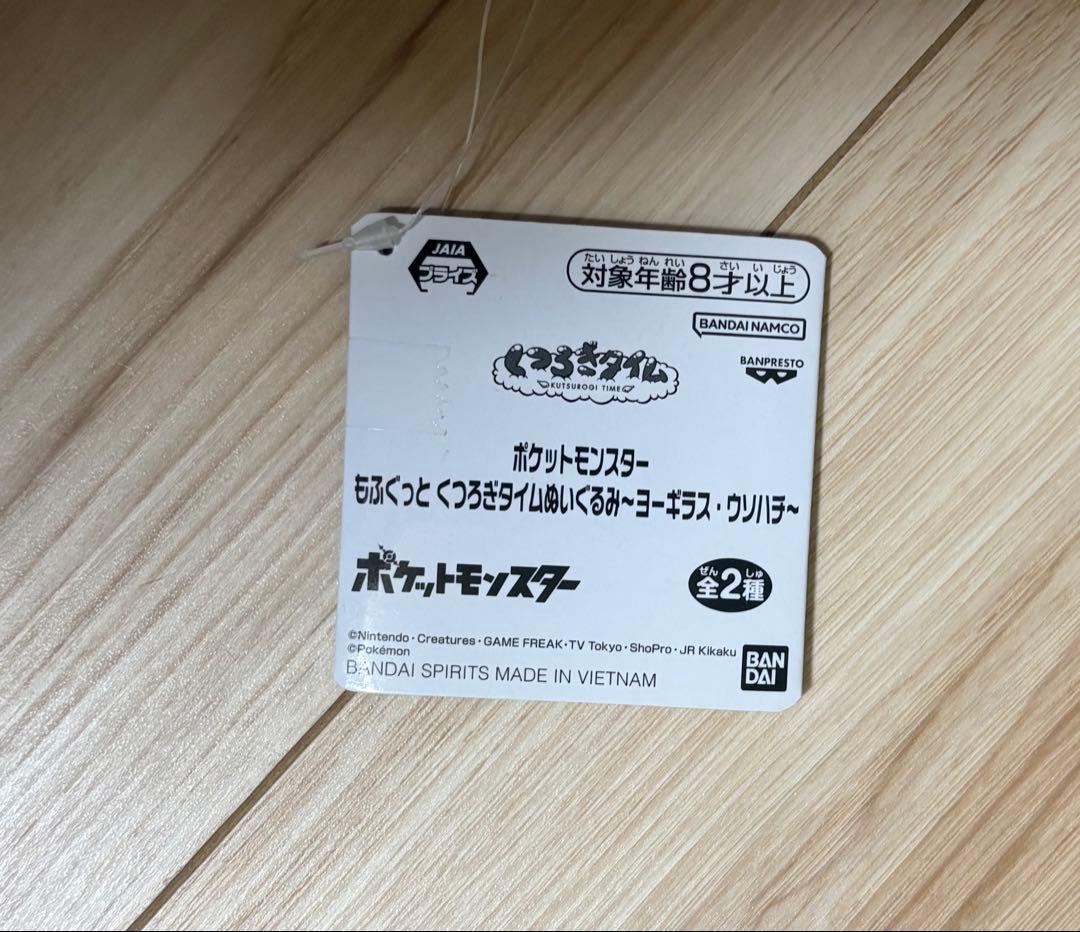 JAIA
プライズ
たいしょうねんれい さい いじょう
対象年齢8才以上
BANDAI NAMCO
くつろぎタイム
KUTSUROGI TIME
BANPRESTO
ポケットモンスター
もふぐっと くつろぎタイムぬいぐるみ~ヨーギラス・ウソハチ~
ポケットモンスター
ぜん しゅ
全2種
©Nintendo・Creatures・GAME FREAK・TV Tokyo・ShoPro・JR Kikaku
©Pokémon
BANDAI SPIRITS MADE IN VIETNAM
BAN
DAI